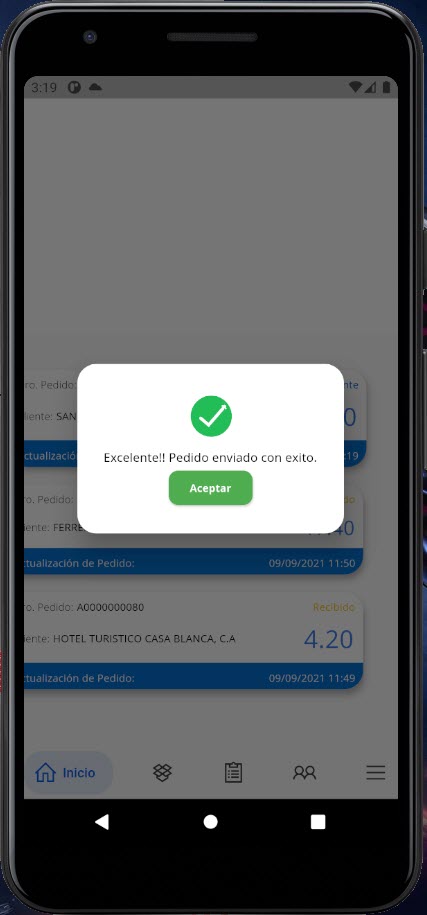 3:19
ro. Pedido:
nte
iente: SAN
0
ctualizació
:19
ro. Pedido:
do
iente: FERRE
40
Excelente!! Pedido enviado con exito.
Aceptar
ctualización de Pedido: 09/09/2021 11:50
ro. Pedido: A0000000080 Recibido
iente: HOTEL TURISTICO CASA BLANCA, C.A 4.20
ctualización de Pedido: 09/09/2021 11:49
Inicio